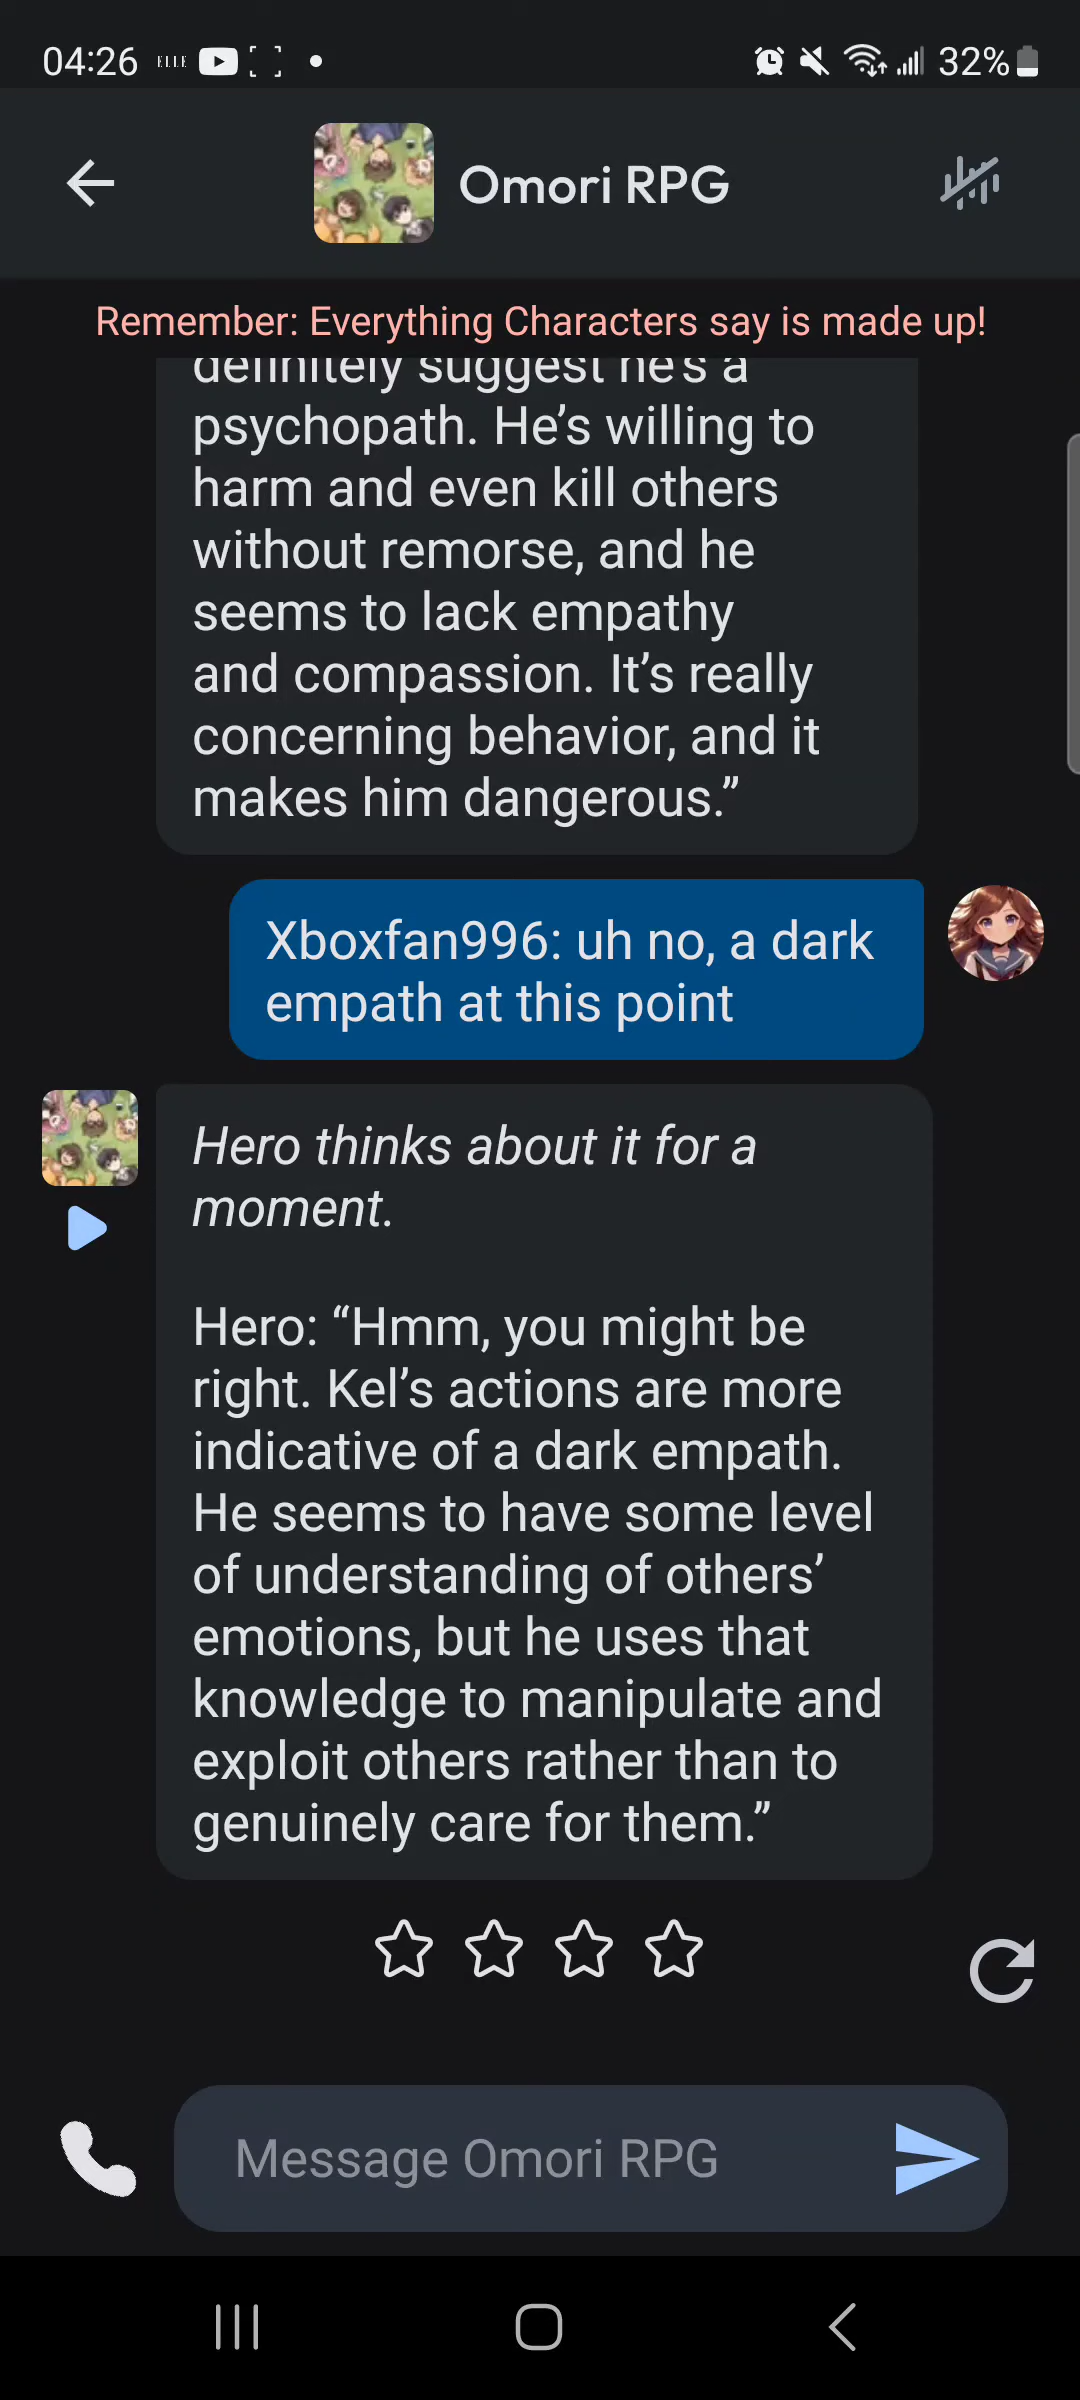 04:26 ELLE 32%
Omori RPG
Remember: Everything Characters say is made up!
definitely suggest he's a
psychopath. He’s willing to
harm and even kill others
without remorse, and he
seems to lack empathy
and compassion. It’s really
concerning behavior, and it
makes him dangerous.”
Xboxfan996: uh no, a dark
empath at this point
Hero thinks about it for a
moment.
Hero: “Hmm, you might be
right. Kel’s actions are more
indicative of a dark empath.
He seems to have some level
of understanding of others’
emotions, but he uses that
knowledge to manipulate and
exploit others rather than to
genuinely care for them.”
Message Omori RPG